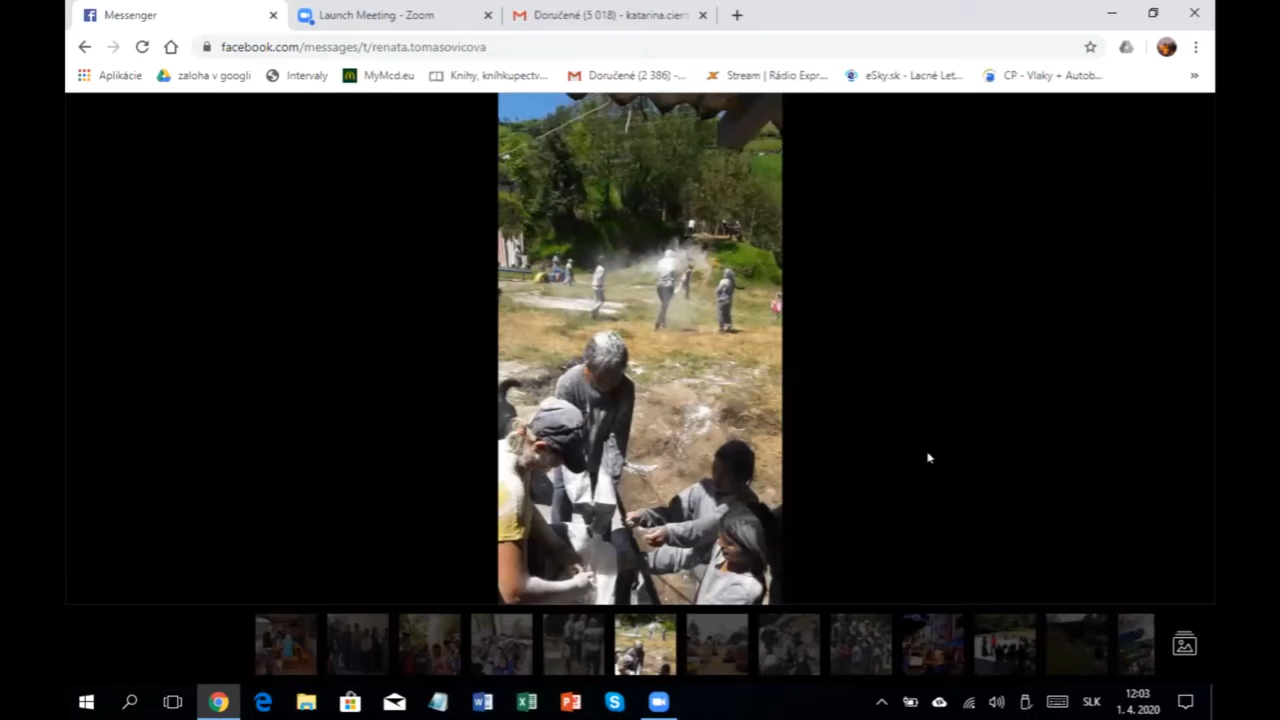 Messenger
Launch Meeting - Zoom
Doručené (5 018) - katarina.ciern
facebook.com/messages/t/renata.tomasovicova
Aplikácie
zaloha v googli
Intervaly
MyMcd.eu
Knihy, kníhkupectv...
Doručené (2 386) -...
Stream | Rádio Expr...
eSky.sk - Lacné Let...
CP - Vlaky + Autob...
»
SLK
12:03
1. 4. 2020